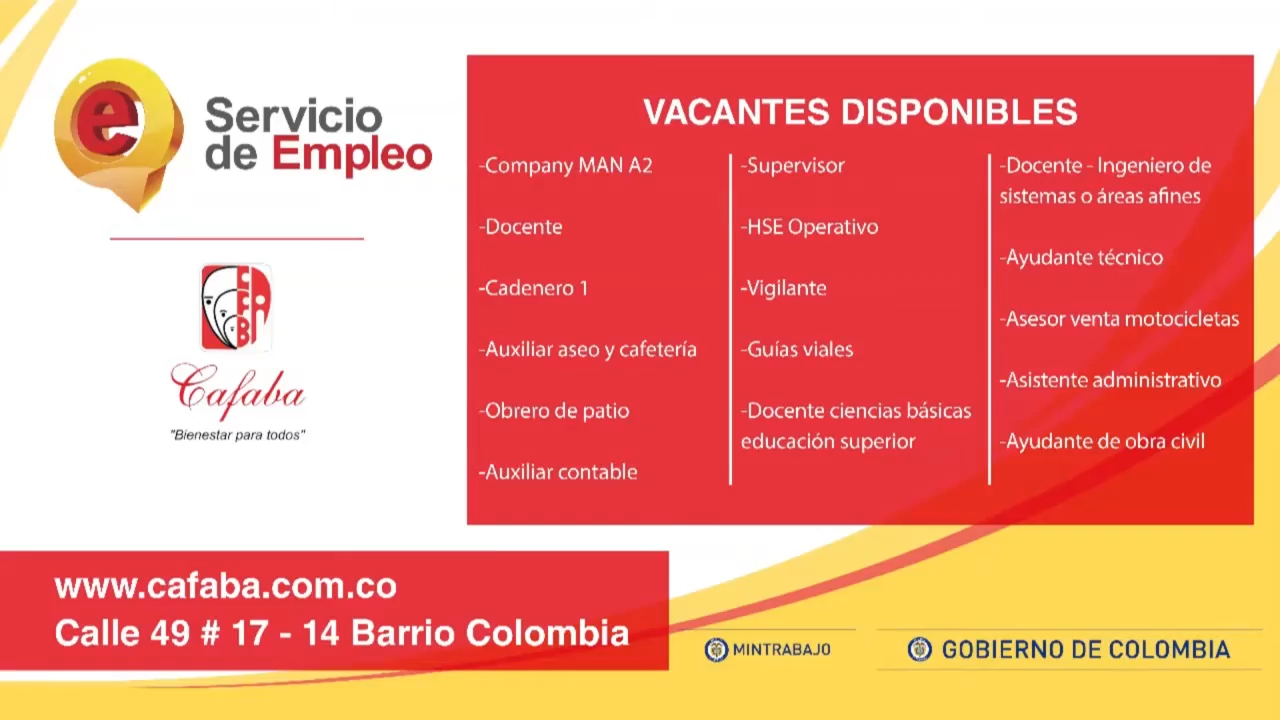 e
Servicio
de Empleo
CAFABA
Cafaba
"Bienestar para todos"
VACANTES DISPONIBLES
-Company MAN A2
-Docente
-Cadenero 1
-Auxiliar aseo y cafetería
-Obrero de patio
-Auxiliar contable
-Supervisor
-HSE Operativo
-Vigilante
-Guías viales
-Docente ciencias básicas
educación superior
-Docente - Ingeniero de
sistemas o áreas afines
-Ayudante técnico
-Asesor venta motocicletas
-Asistente administrativo
-Ayudante de obra civil
www.cafaba.com.co
Calle 49 # 17 - 14 Barrio Colombia
MINTRABAJO
GOBIERNO DE COLOMBIA